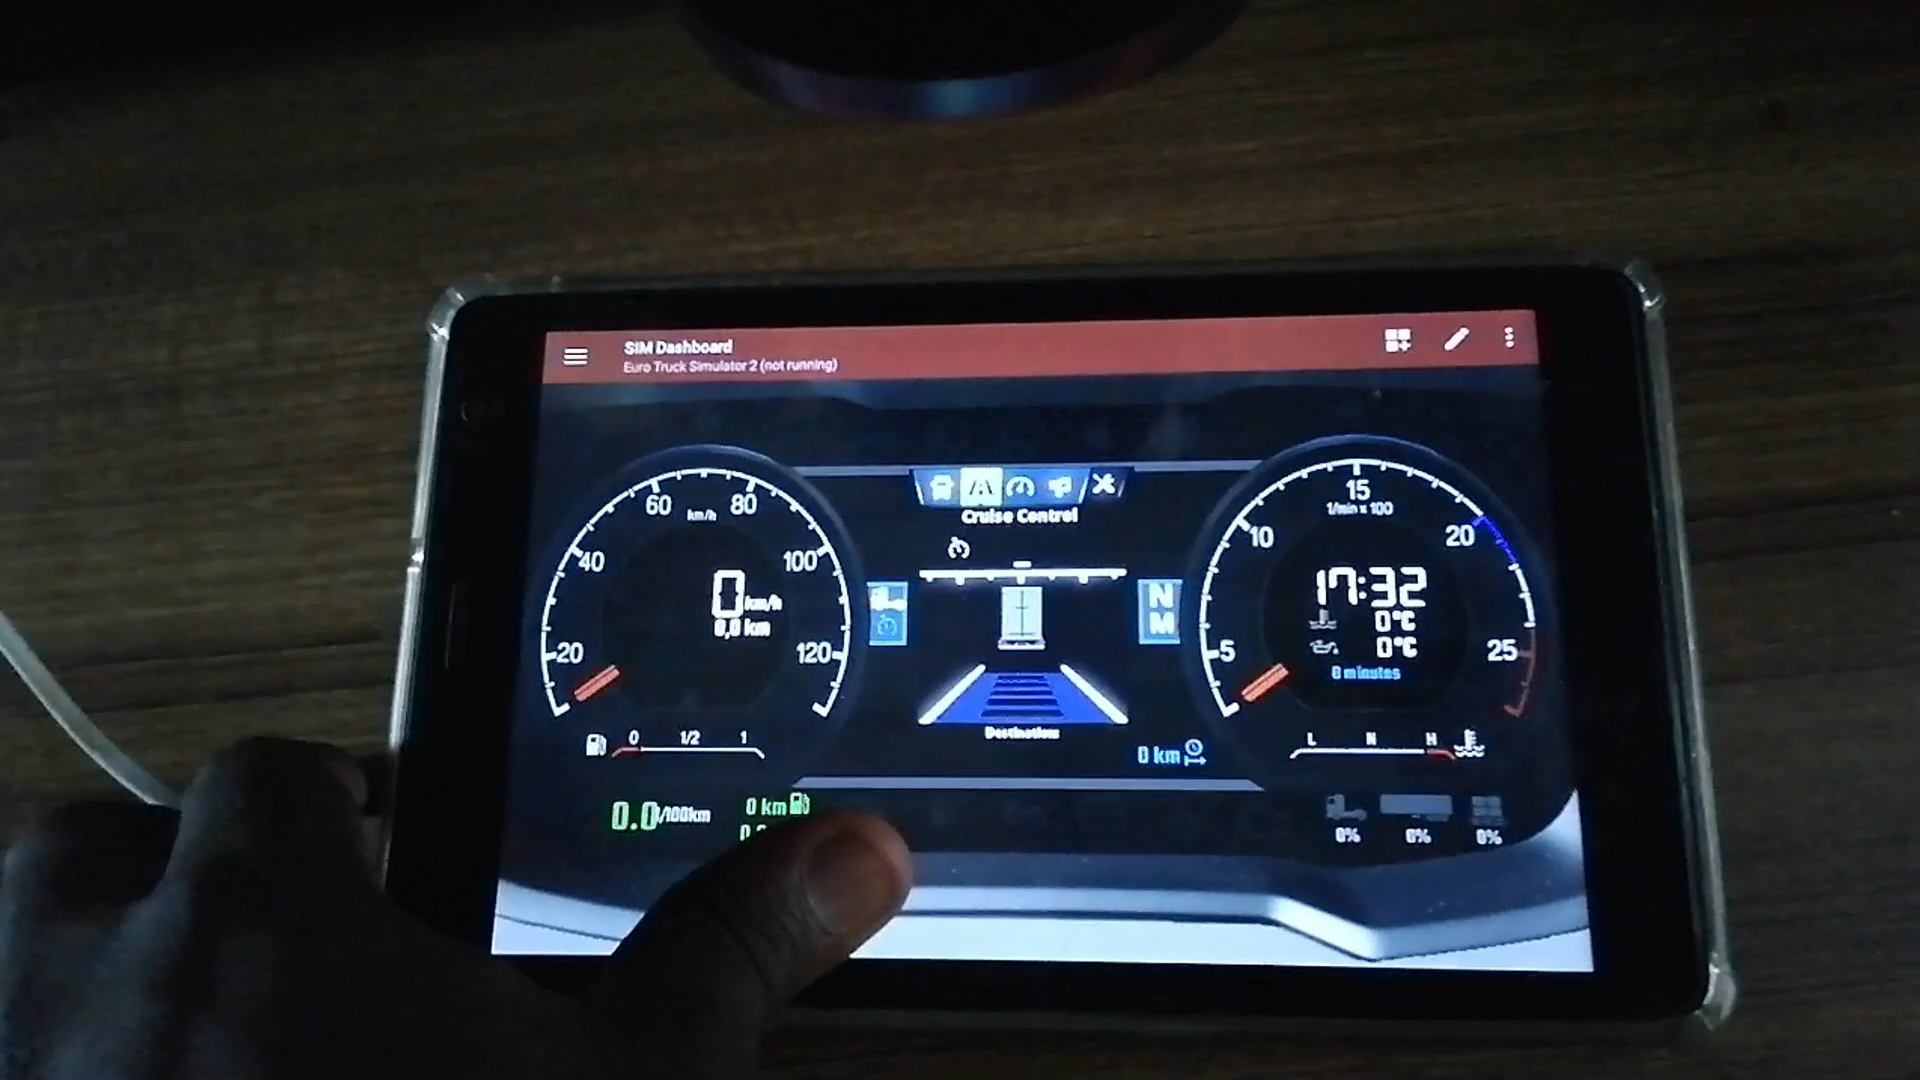 SIM Dashboard
Euro Truck Simulator 2 (not running)
Cruise Control
20
40
60
80
100
120
km/h
0 km/h
0,0 km
N
M
5
10
15
20
25
1/min x 100
17:32
0°C
0°C
0 minutes
0 1/2 1
Destination:
0 km
L N H
0.0 l/100km
0 km
0% 0% 0%